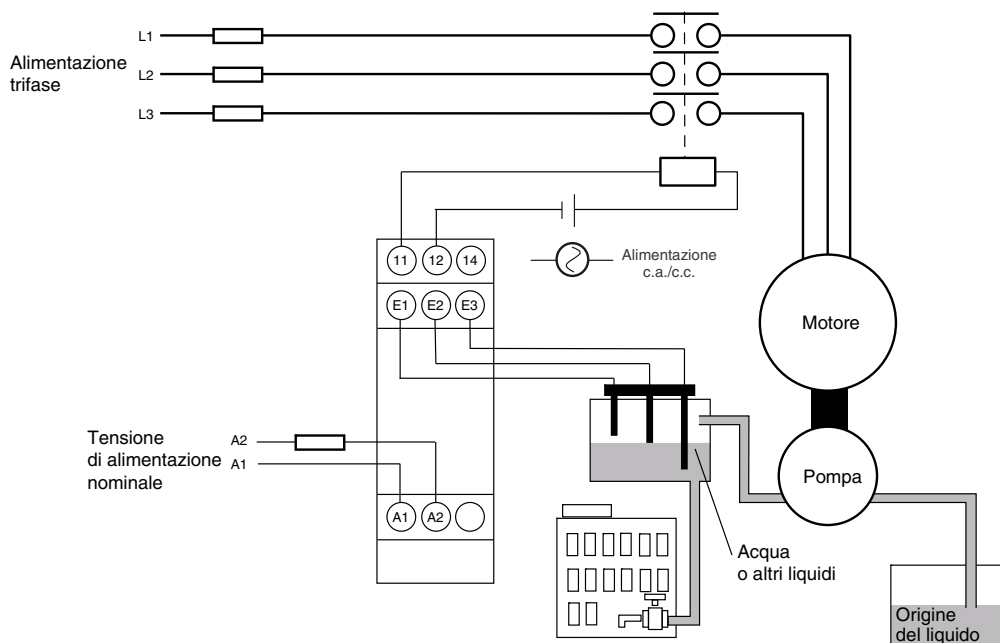 L1
Alimentazione
trifase
L2
L3
11
12
14
Alimentazione
c.a./c.c.
E1
E2
E3
Motore
Tensione
di alimentazione
nominale
A2
A1
Pompa
A1
A2
Acqua
o altri liquidi
Origine
del liquido